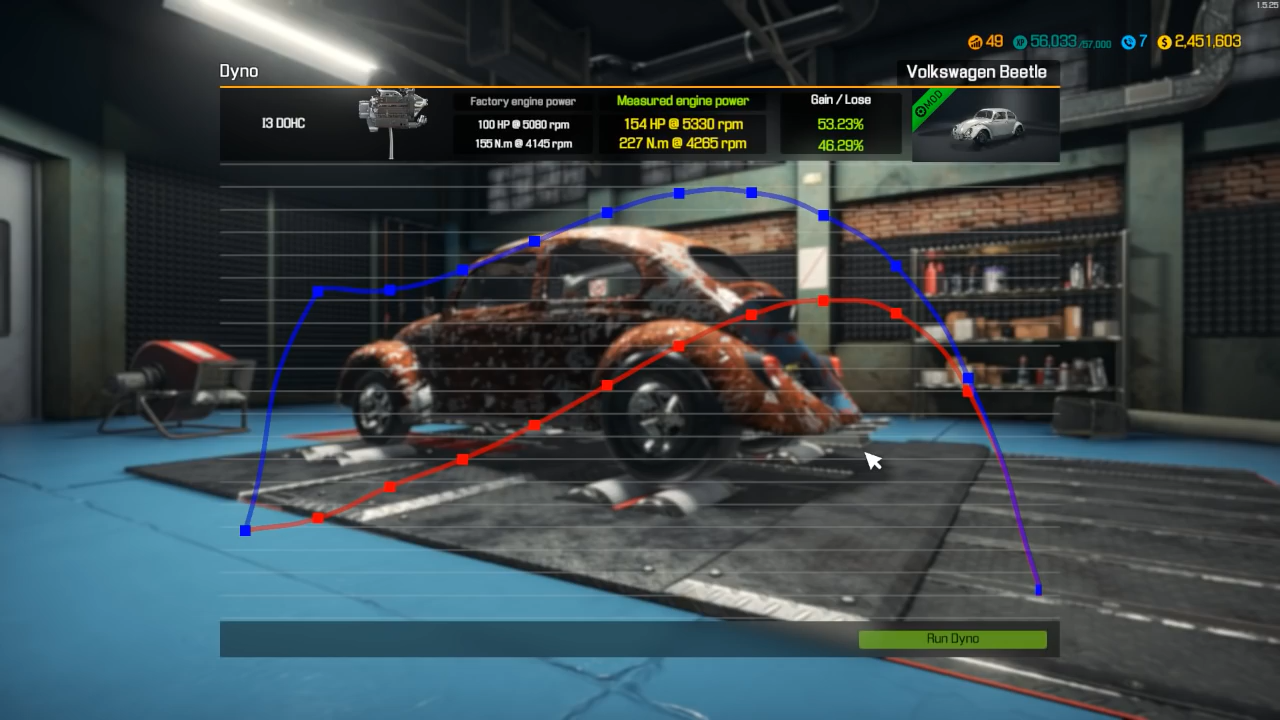 1.5.25
49 XP 56,033/57,000 7 $ 2,451,603
Dyno
Volkswagen Beetle
I3 DOHC
Factory engine power
100 HP @ 5080 rpm
155 N.m @ 4145 rpm
Measured engine power
154 HP @ 5330 rpm
227 N.m @ 4265 rpm
Gain / Lose
53.23%
46.29%
MOD
Run Dyno